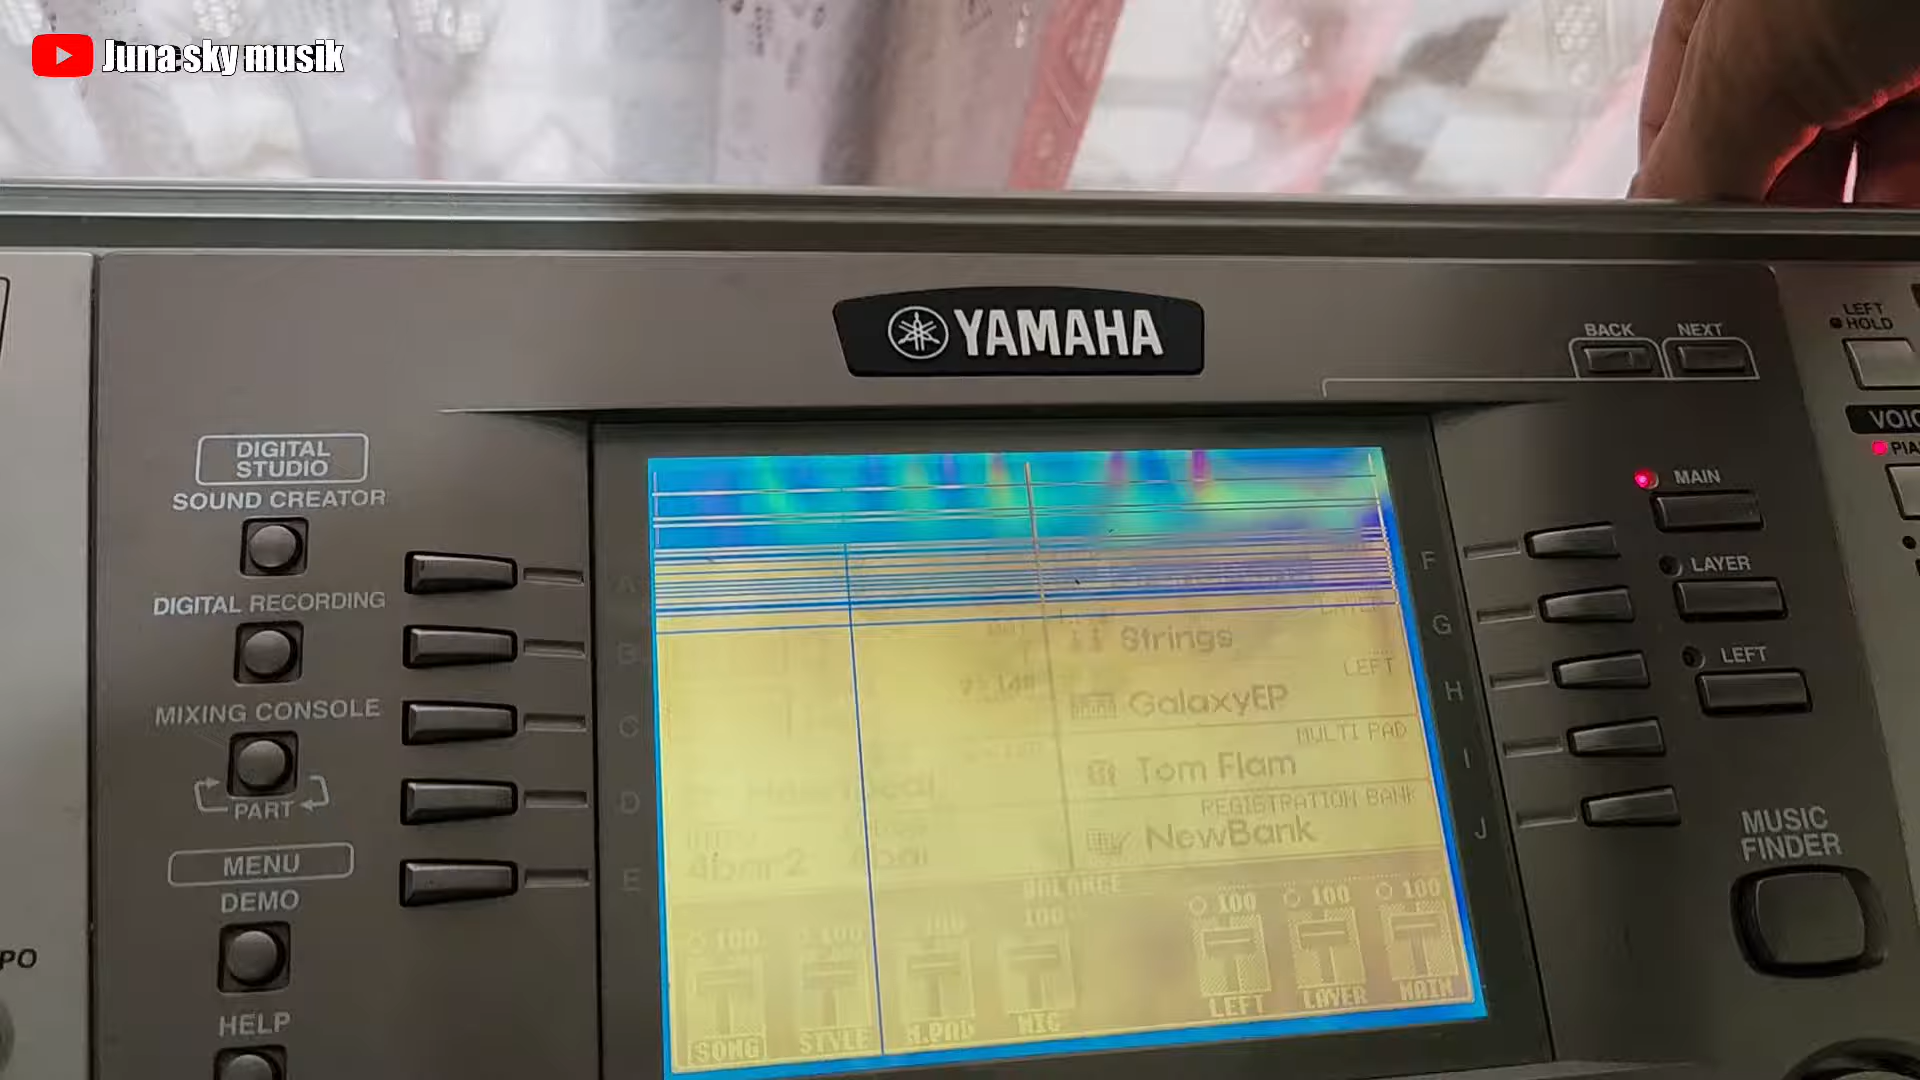 Juna sky musik
YAMAHA
BACK
NEXT
LEFT
HOLD
DIGITAL
STUDIO
SOUND CREATOR
DIGITAL RECORDING
MIXING CONSOLE
PART
MENU
DEMO
HELP
A
B
C
D
E
LAYER
Strings
LEFT
GalaxyEP
MULTI PAD
Tom Flam
REGISTRATION BANK
NewBank
BALANCE
100
100
100
100
100
100
100
SONG
STYLE
M.PAD
MIC
LEFT
LAYER
MAIN
F
G
H
I
J
MAIN
LAYER
LEFT
MUSIC
FINDER